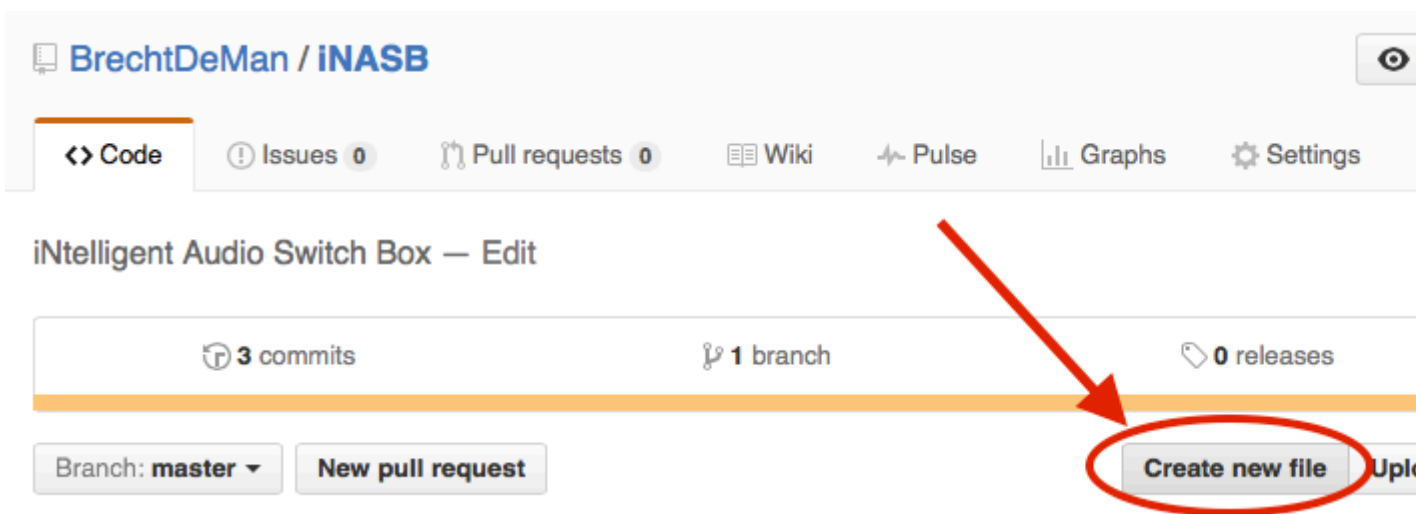 BrechtDeMan / iNASB
Code Issues 0 Pull requests 0 Wiki Pulse Graphs Settings
iNtelligent Audio Switch Box — Edit
3 commits 1 branch 0 releases
Branch: master New pull request Create new file